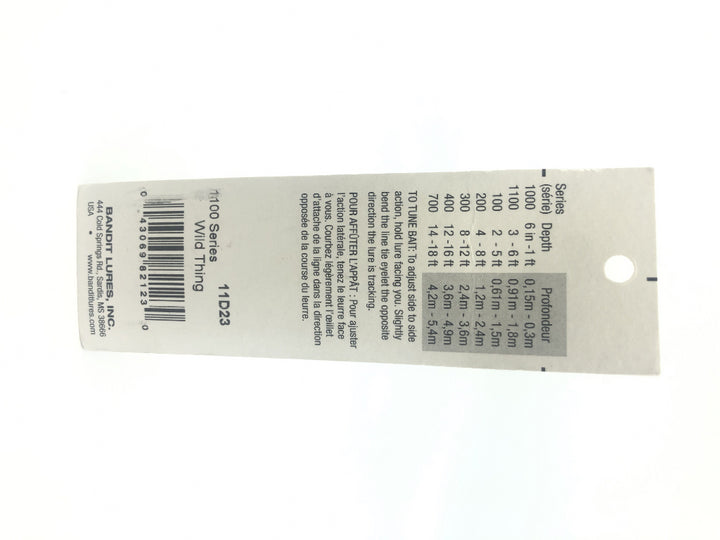 Series
(série) Depth Profondeur
1000 6 in -1 ft 0,15m - 0,3m
1100 3 - 6 ft 0,91m - 1,8m
100 2 - 5 ft 0,61m - 1,5m
200 4 - 8 ft 1,2m - 2,4m
300 8 -12 ft 2,4m - 3,6m
400 12 -16 ft 3,6m - 4,9m
700 14 -18 ft 4,2m - 5,4m
TO TUNE BAIT: To adjust side to side
action, hold lure facing you. Slightly
bend the line tie eyelet the opposite
direction the lure is tracking.
POUR AFFÛTER L'APPÂT : Pour ajuster
l'action latérale, tenez le leurre face
à vous. Courbez légèrement l'œillet
d'attache de la ligne dans la direction
opposée de la course du leurre.
11D23
1100 Series
Wild Thing
0 43069 82123 0
BANDIT LURES, INC.
444 Cold Springs Rd, Sardis, MS 38666
USA • www.banditlures.com